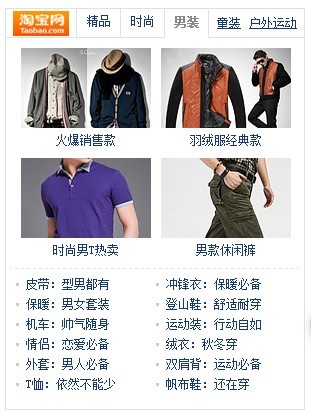 淘宝网 精品 时尚 男装 童装 户外运动
Taobao.com
火爆销售款 羽绒服经典款
时尚男T热卖 男款休闲裤
皮带：型男都有 冲锋衣：保暖必备
保暖：男女套装 登山鞋：舒适耐穿
机车：帅气随身 运动装：行动自如
情侣：恋爱必备 绒衣：秋冬穿
外套：男人必备 双肩背：运动必备
T恤：依然不能少 帆布鞋：还在穿